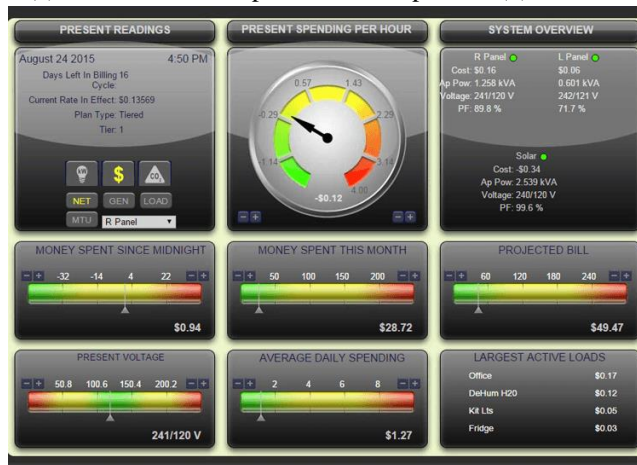 PRESENT READINGS
August 24 2015 4:50 PM
Days Left In Billing 16
Cycle:
Current Rate In Effect: $0.13569
Plan Type: Tiered
Tier: 1
kW
$
CO₂
NET GEN LOAD
MTU R Panel
PRESENT SPENDING PER HOUR
0.57 1.43
-0.29 2.29
-1.14 3.14
4.00
-$0.12
- + - +
SYSTEM OVERVIEW
R Panel L Panel
Cost: $0.16 $0.06
Ap Pow: 1.258 kVA 0.601 kVA
Voltage: 241/120 V 242/121 V
PF: 89.8 % 71.7 %
Solar
Cost: -$0.34
Ap Pow: 2.539 kVA
Voltage: 240/120 V
PF: 99.6 %
MONEY SPENT SINCE MIDNIGHT
- + -32 -14 4 22 - +
$0.94
MONEY SPENT THIS MONTH
- + 50 100 150 200 - +
$28.72
PROJECTED BILL
- + 60 120 180 240 - +
$49.47
PRESENT VOLTAGE
- + 50.8 100.6 150.4 200.2 - +
241/120 V
AVERAGE DAILY SPENDING
- + 2 4 6 8 - +
$1.27
LARGEST ACTIVE LOADS
Office $0.17
DeHum H20 $0.12
Kit Lts $0.05
Fridge $0.03